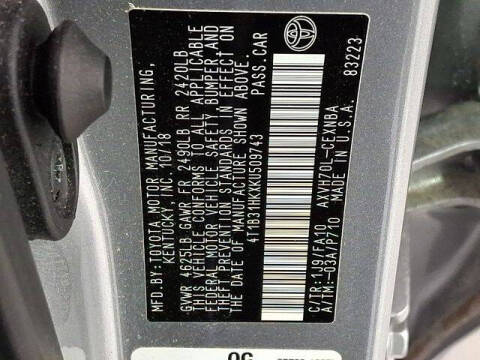 MFD. BY:TOYOTA MOTOR MANUFACTURING,
KENTUCKY, INC. 10/18
GVWR 4625LB GAWR FR 2490LB RR 2420LB
THIS VEHICLE CONFORMS TO ALL APPLICABLE
FEDERAL MOTOR VEHICLE SAFETY, BUMPER AND
THEFT PREVENTION STANDARDS IN EFFECT ON
THE DATE OF MANUFACTURE SHOWN ABOVE.
4T1B31HKXKU509743 PASS.CAR
C/TR:1J9/FA10 AXVH70L-CEXNBA
A/TM:-03A/P710 MADE IN U.S.A.
83223